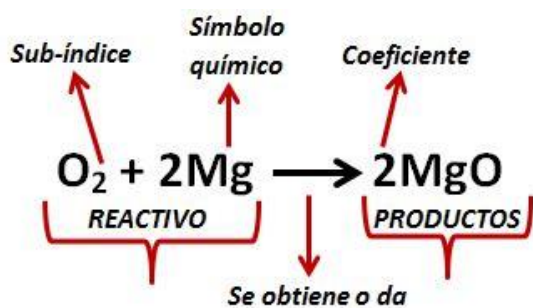 Sub-índice
Símbolo
químico
Coeficiente
O₂ + 2Mg → 2MgO
REACTIVO
PRODUCTOS
Se obtiene o da